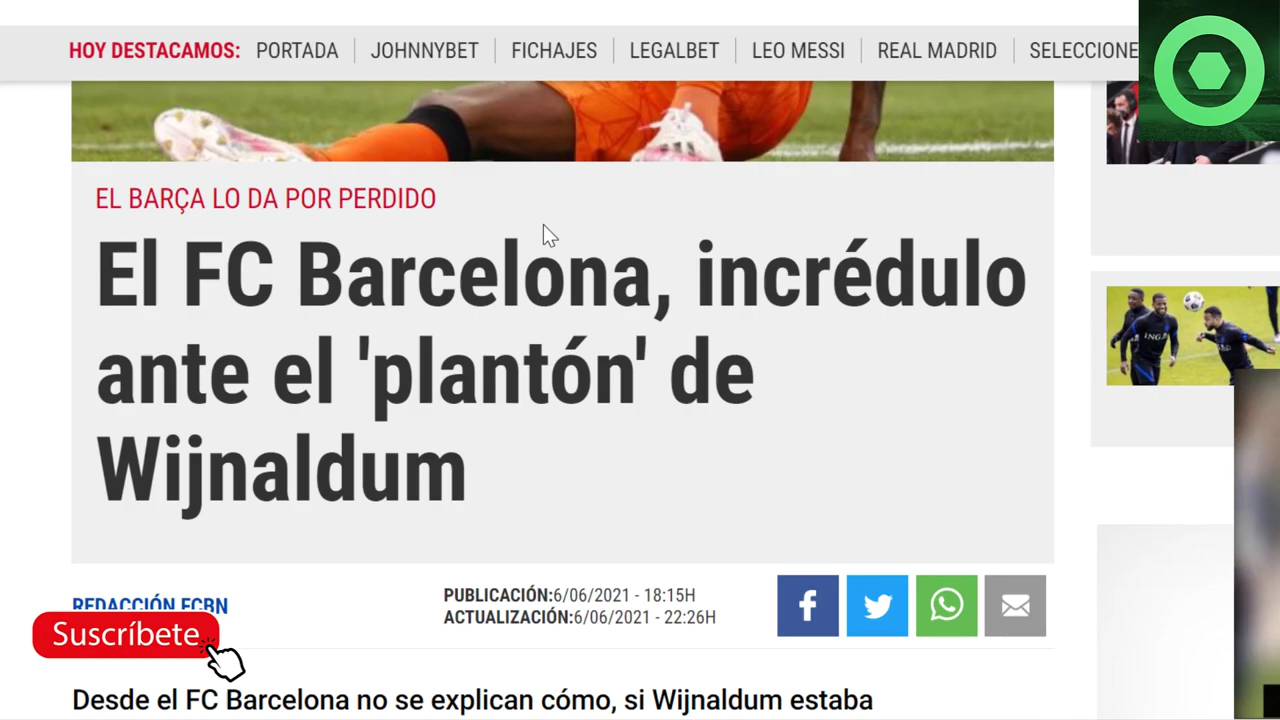 HOY DESTACAMOS: PORTADA JOHNNYBET FICHAJES LEGALBET LEO MESSI REAL MADRID SELECCIONE
EL BARÇA LO DA POR PERDIDO
El FC Barcelona, incrédulo
ante el 'plantón' de
Wijnaldum
REDACCIÓN FCBN
PUBLICACIÓN:6/06/2021 - 18:15H
ACTUALIZACIÓN:6/06/2021 - 22:26H
Suscríbete
Desde el FC Barcelona no se explican cómo, si Wijnaldum estaba
ING